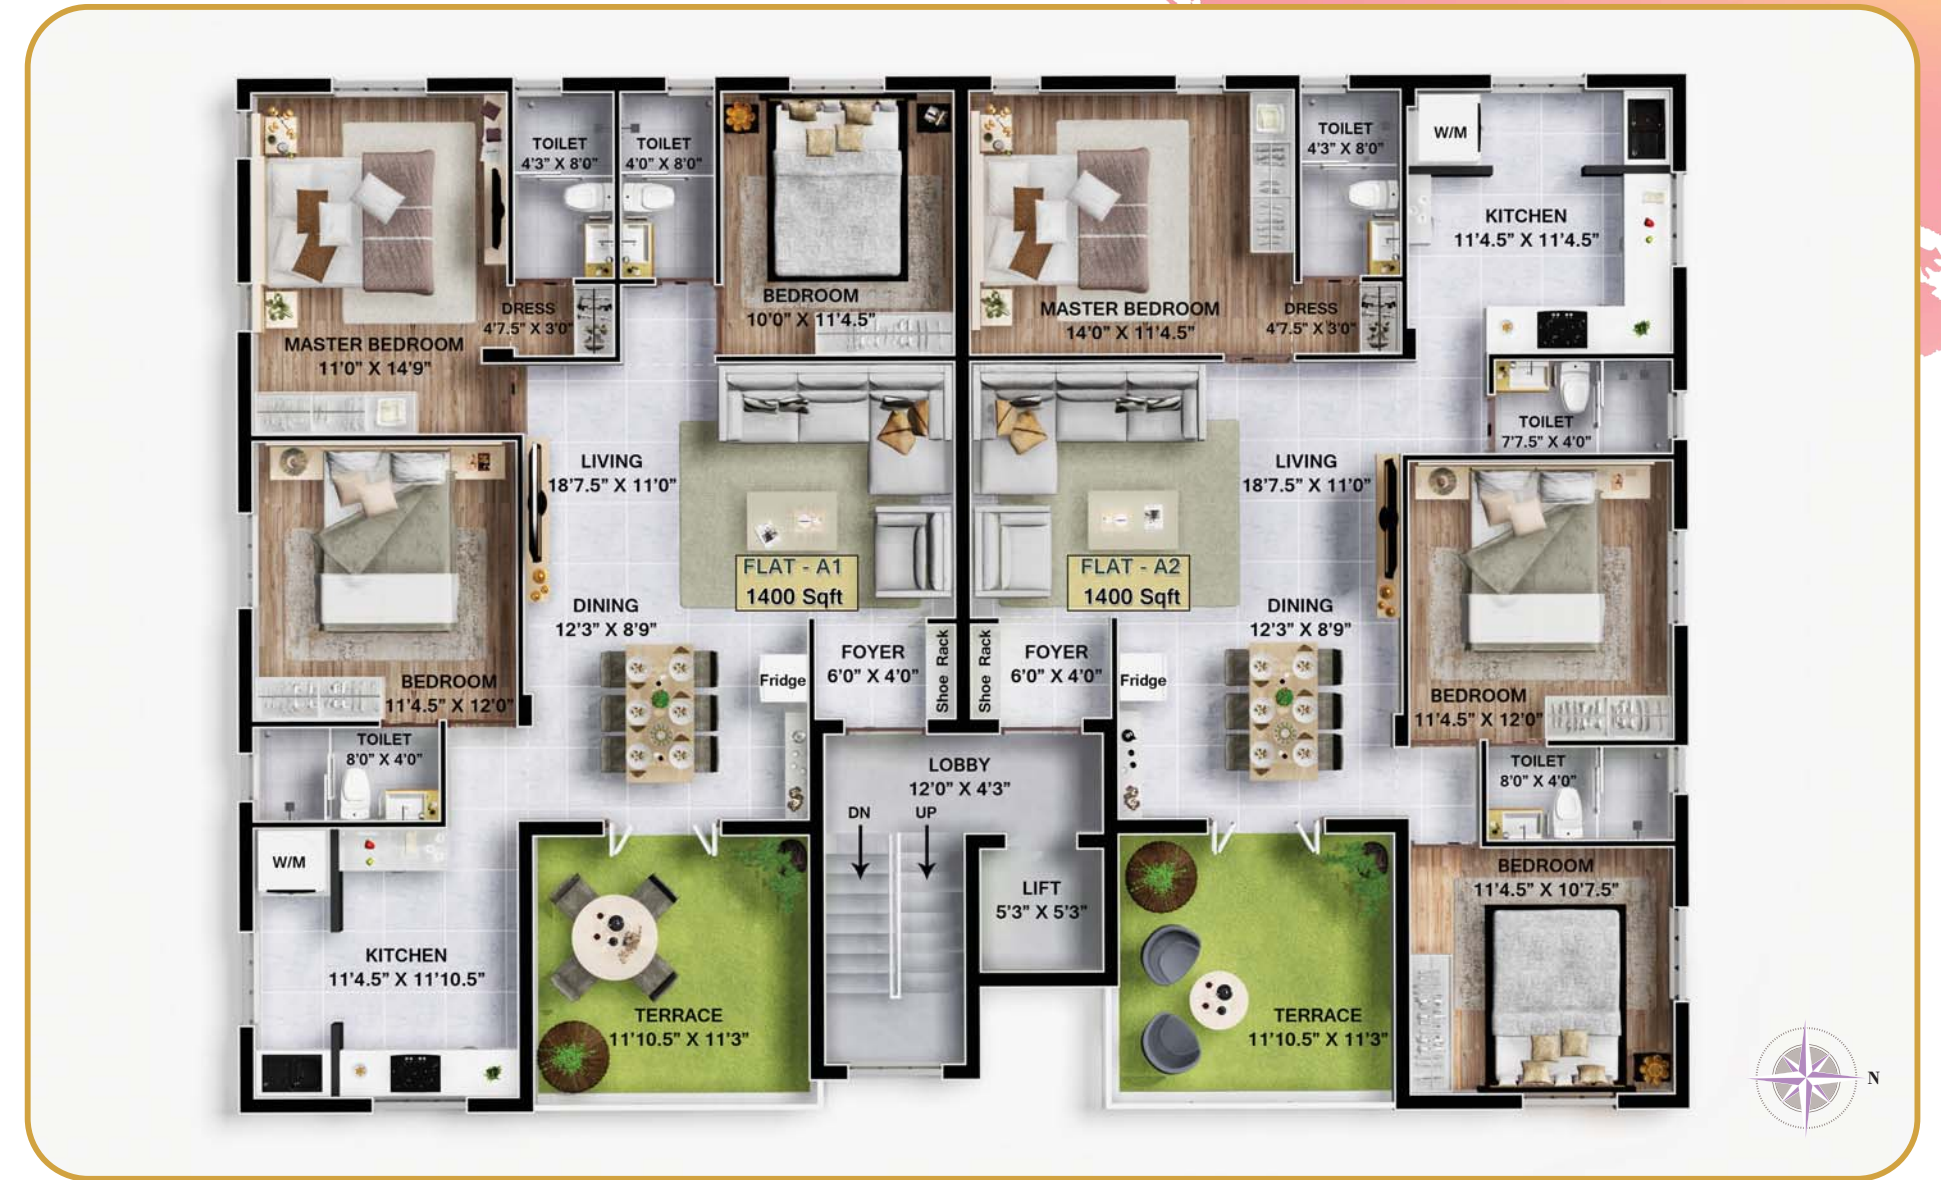 TOILET
4'3" X 8'0"
TOILET
4'0" X 8'0"
BEDROOM
10'0" X 11'4.5"
DRESS
4'7.5" X 3'0"
MASTER BEDROOM
11'0" X 14'9"
MASTER BEDROOM
14'0" X 11'4.5"
TOILET
4'3" X 8'0"
DRESS
4'7.5" X 3'0"
W/M
KITCHEN
11'4.5" X 11'4.5"
TOILET
7'7.5" X 4'0"
LIVING
18'7.5" X 11'0"
LIVING
18'7.5" X 11'0"
FLAT - A1
1400 Sqft
FLAT - A2
1400 Sqft
DINING
12'3" X 8'9"
DINING
12'3" X 8'9"
FOYER
6'0" X 4'0"
Shoe Rack
Shoe Rack
FOYER
6'0" X 4'0"
Fridge
Fridge
BEDROOM
11'4.5" X 12'0"
BEDROOM
11'4.5" X 12'0"
TOILET
8'0" X 4'0"
LOBBY
12'0" X 4'3"
DN
UP
TOILET
8'0" X 4'0"
W/M
LIFT
5'3" X 5'3"
BEDROOM
11'4.5" X 10'7.5"
KITCHEN
11'4.5" X 11'10.5"
TERRACE
11'10.5" X 11'3"
TERRACE
11'10.5" X 11'3"
N